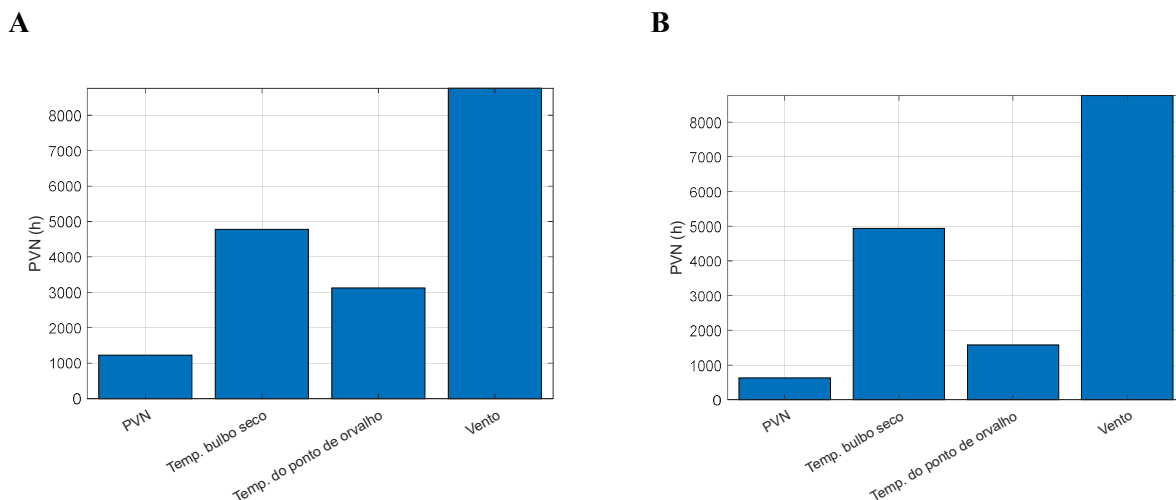 A
8000
7000
6000
5000
4000
3000
2000
1000
0
PVN (h)
PVN
Temp. bulbo seco
Temp. do ponto de orvalho
Vento
B
8000
7000
6000
5000
4000
3000
2000
1000
0
PVN (h)
PVN
Temp. bulbo seco
Temp. do ponto de orvalho
Vento